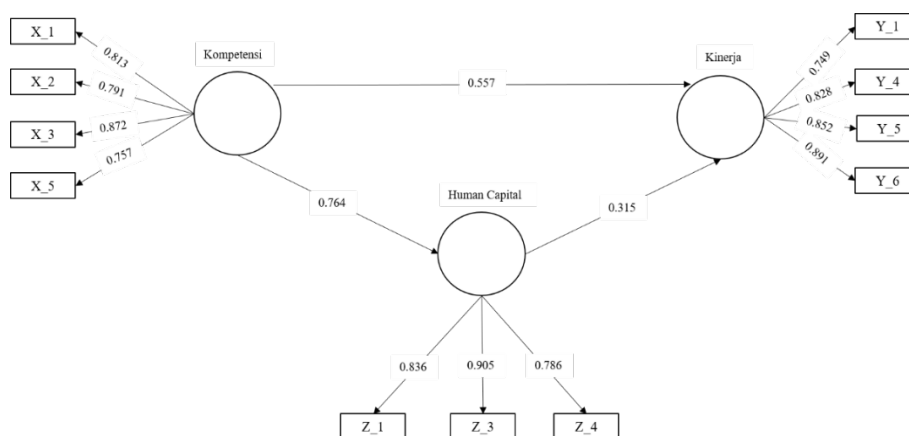 X_1
X_2
X_3
X_5
0.813
0.791
0.872
0.757
Kompetensi
0.557
Kinerja
Y_1
Y_4
Y_5
Y_6
0.749
0.828
0.852
0.891
0.764
Human Capital
0.315
0.836
0.905
0.786
Z_1
Z_3
Z_4